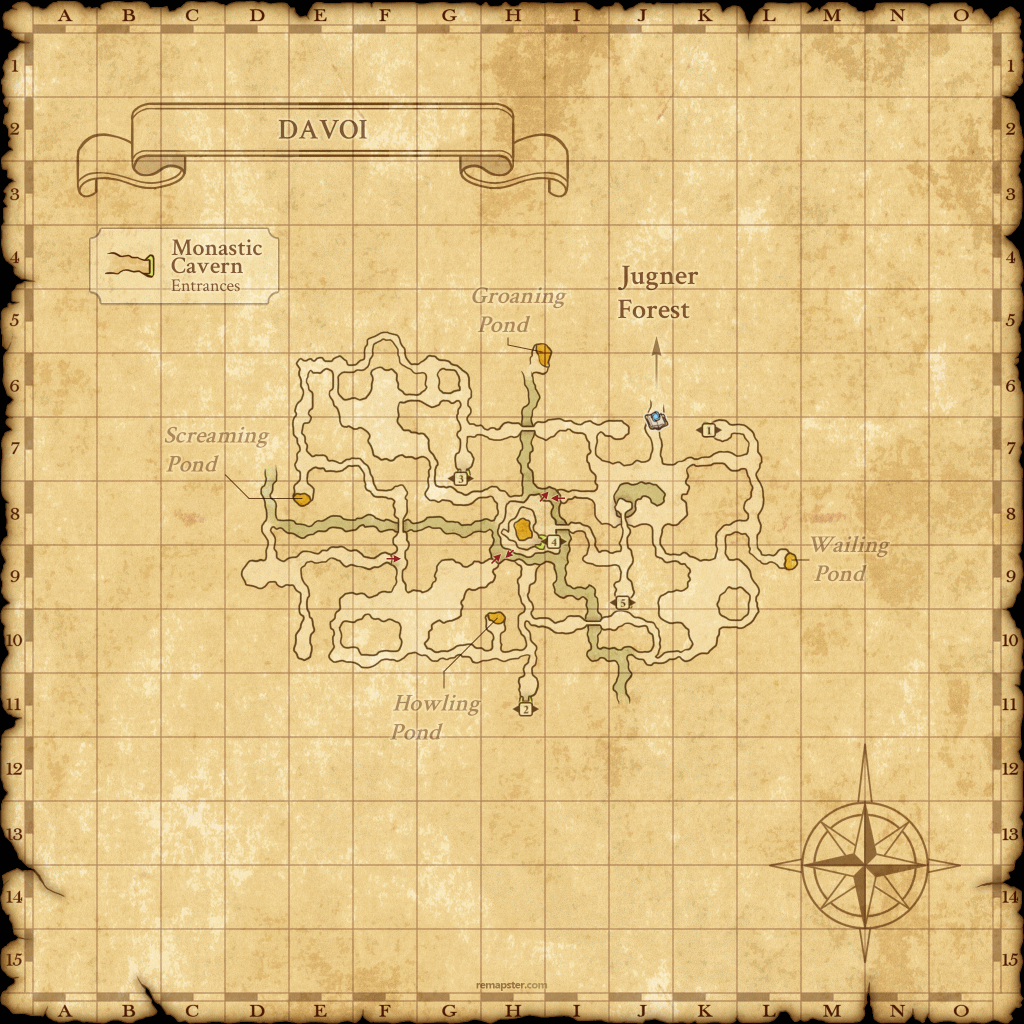 A B C D E F G H I J K L M N O
1 1
DAVOI
2 2
3 3
Monastic
Cavern
Entrances
4 4
Jugner
Forest
Groaning
Pond
5 5
6 6
1
Screaming
Pond
7 7
3
8 8
4
Wailing
Pond
9 9
5
10 10
Howling
Pond
11 11
2
12 12
13 13
14 14
15 15
remapster.com
A B C D E F G H I J K L M N O